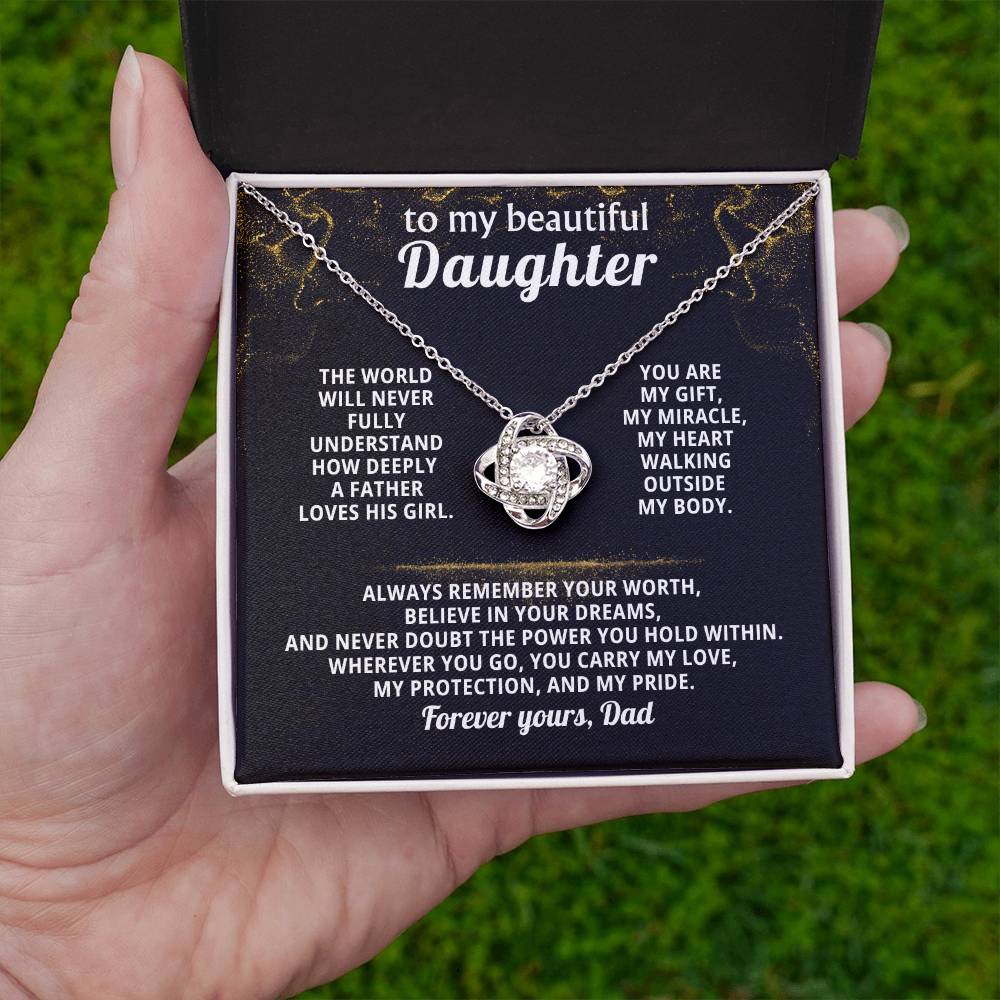 to my beautiful
Daughter
THE WORLD
WILL NEVER
FULLY
UNDERSTAND
HOW DEEPLY
A FATHER
LOVES HIS GIRL.
YOU ARE
MY GIFT,
MY MIRACLE,
MY HEART
WALKING
OUTSIDE
MY BODY.
ALWAYS REMEMBER YOUR WORTH,
BELIEVE IN YOUR DREAMS,
AND NEVER DOUBT THE POWER YOU HOLD WITHIN.
WHEREVER YOU GO, YOU CARRY MY LOVE,
MY PROTECTION, AND MY PRIDE.
Forever yours, Dad